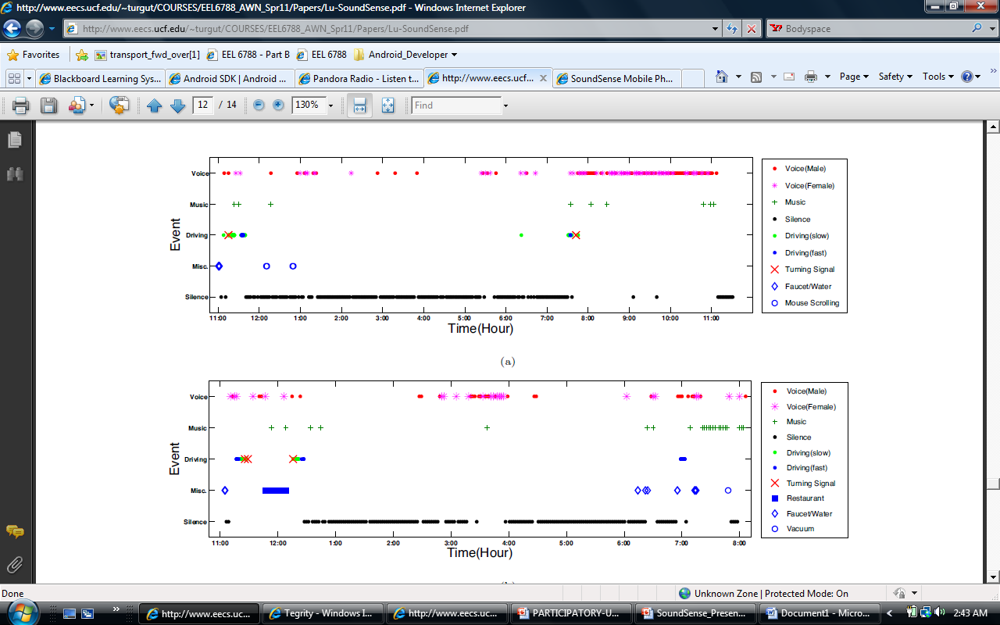 http://www.eecs.ucf.edu/~turgut/COURSES/EEL6788_AWN_Spr11/Papers/Lu-SoundSense.pdf - Windows Internet Explorer
http://www.eecs.ucf.edu/~turgut/COURSES/EEL6788_AWN_Spr11/Papers/Lu-SoundSense.pdf
Bodyspace
Favorites transport_fwd_over[1] EEL 6788 - Part B EEL 6788 Android_Developer
Blackboard Learning Sys... Android SDK | Android ... Pandora Radio - Listen t... http://www.eecs.ucf... SoundSense Mobile Ph... Page Safety Tools
12 / 14 130% Find
Event
Voice
Music
Driving
Misc.
Silence
11:00 12:00 1:00 2:00 3:00 4:00 5:00 6:00 7:00 8:00 9:00 10:00 11:00
Time(Hour)
Voice(Male)
Voice(Female)
Music
Silence
Driving(slow)
Driving(fast)
Turning Signal
Faucet/Water
Mouse Scrolling
(a)
Event
Voice
Music
Driving
Misc.
Silence
11:00 12:00 1:00 2:00 3:00 4:00 5:00 6:00 7:00 8:00
Time(Hour)
Voice(Male)
Voice(Female)
Music
Silence
Driving(slow)
Driving(fast)
Turning Signal
Restaurant
Faucet/Water
Vacuum
Done Unknown Zone | Protected Mode: On
http://www.eecs.uc... Tegrity - Windows I... http://www.eecs.uc... PARTICIPATORY-U... SoundSense_Presen... Document1 - Micro... 2:43 AM